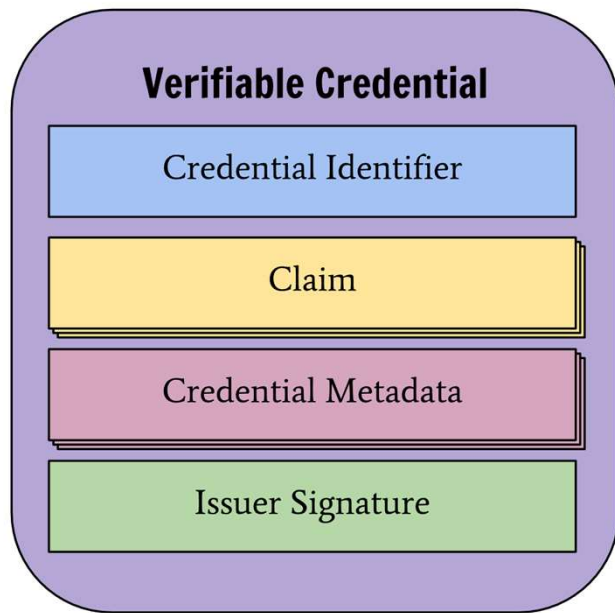 Verifiable Credential
Credential Identifier
Claim
Credential Metadata
Issuer Signature